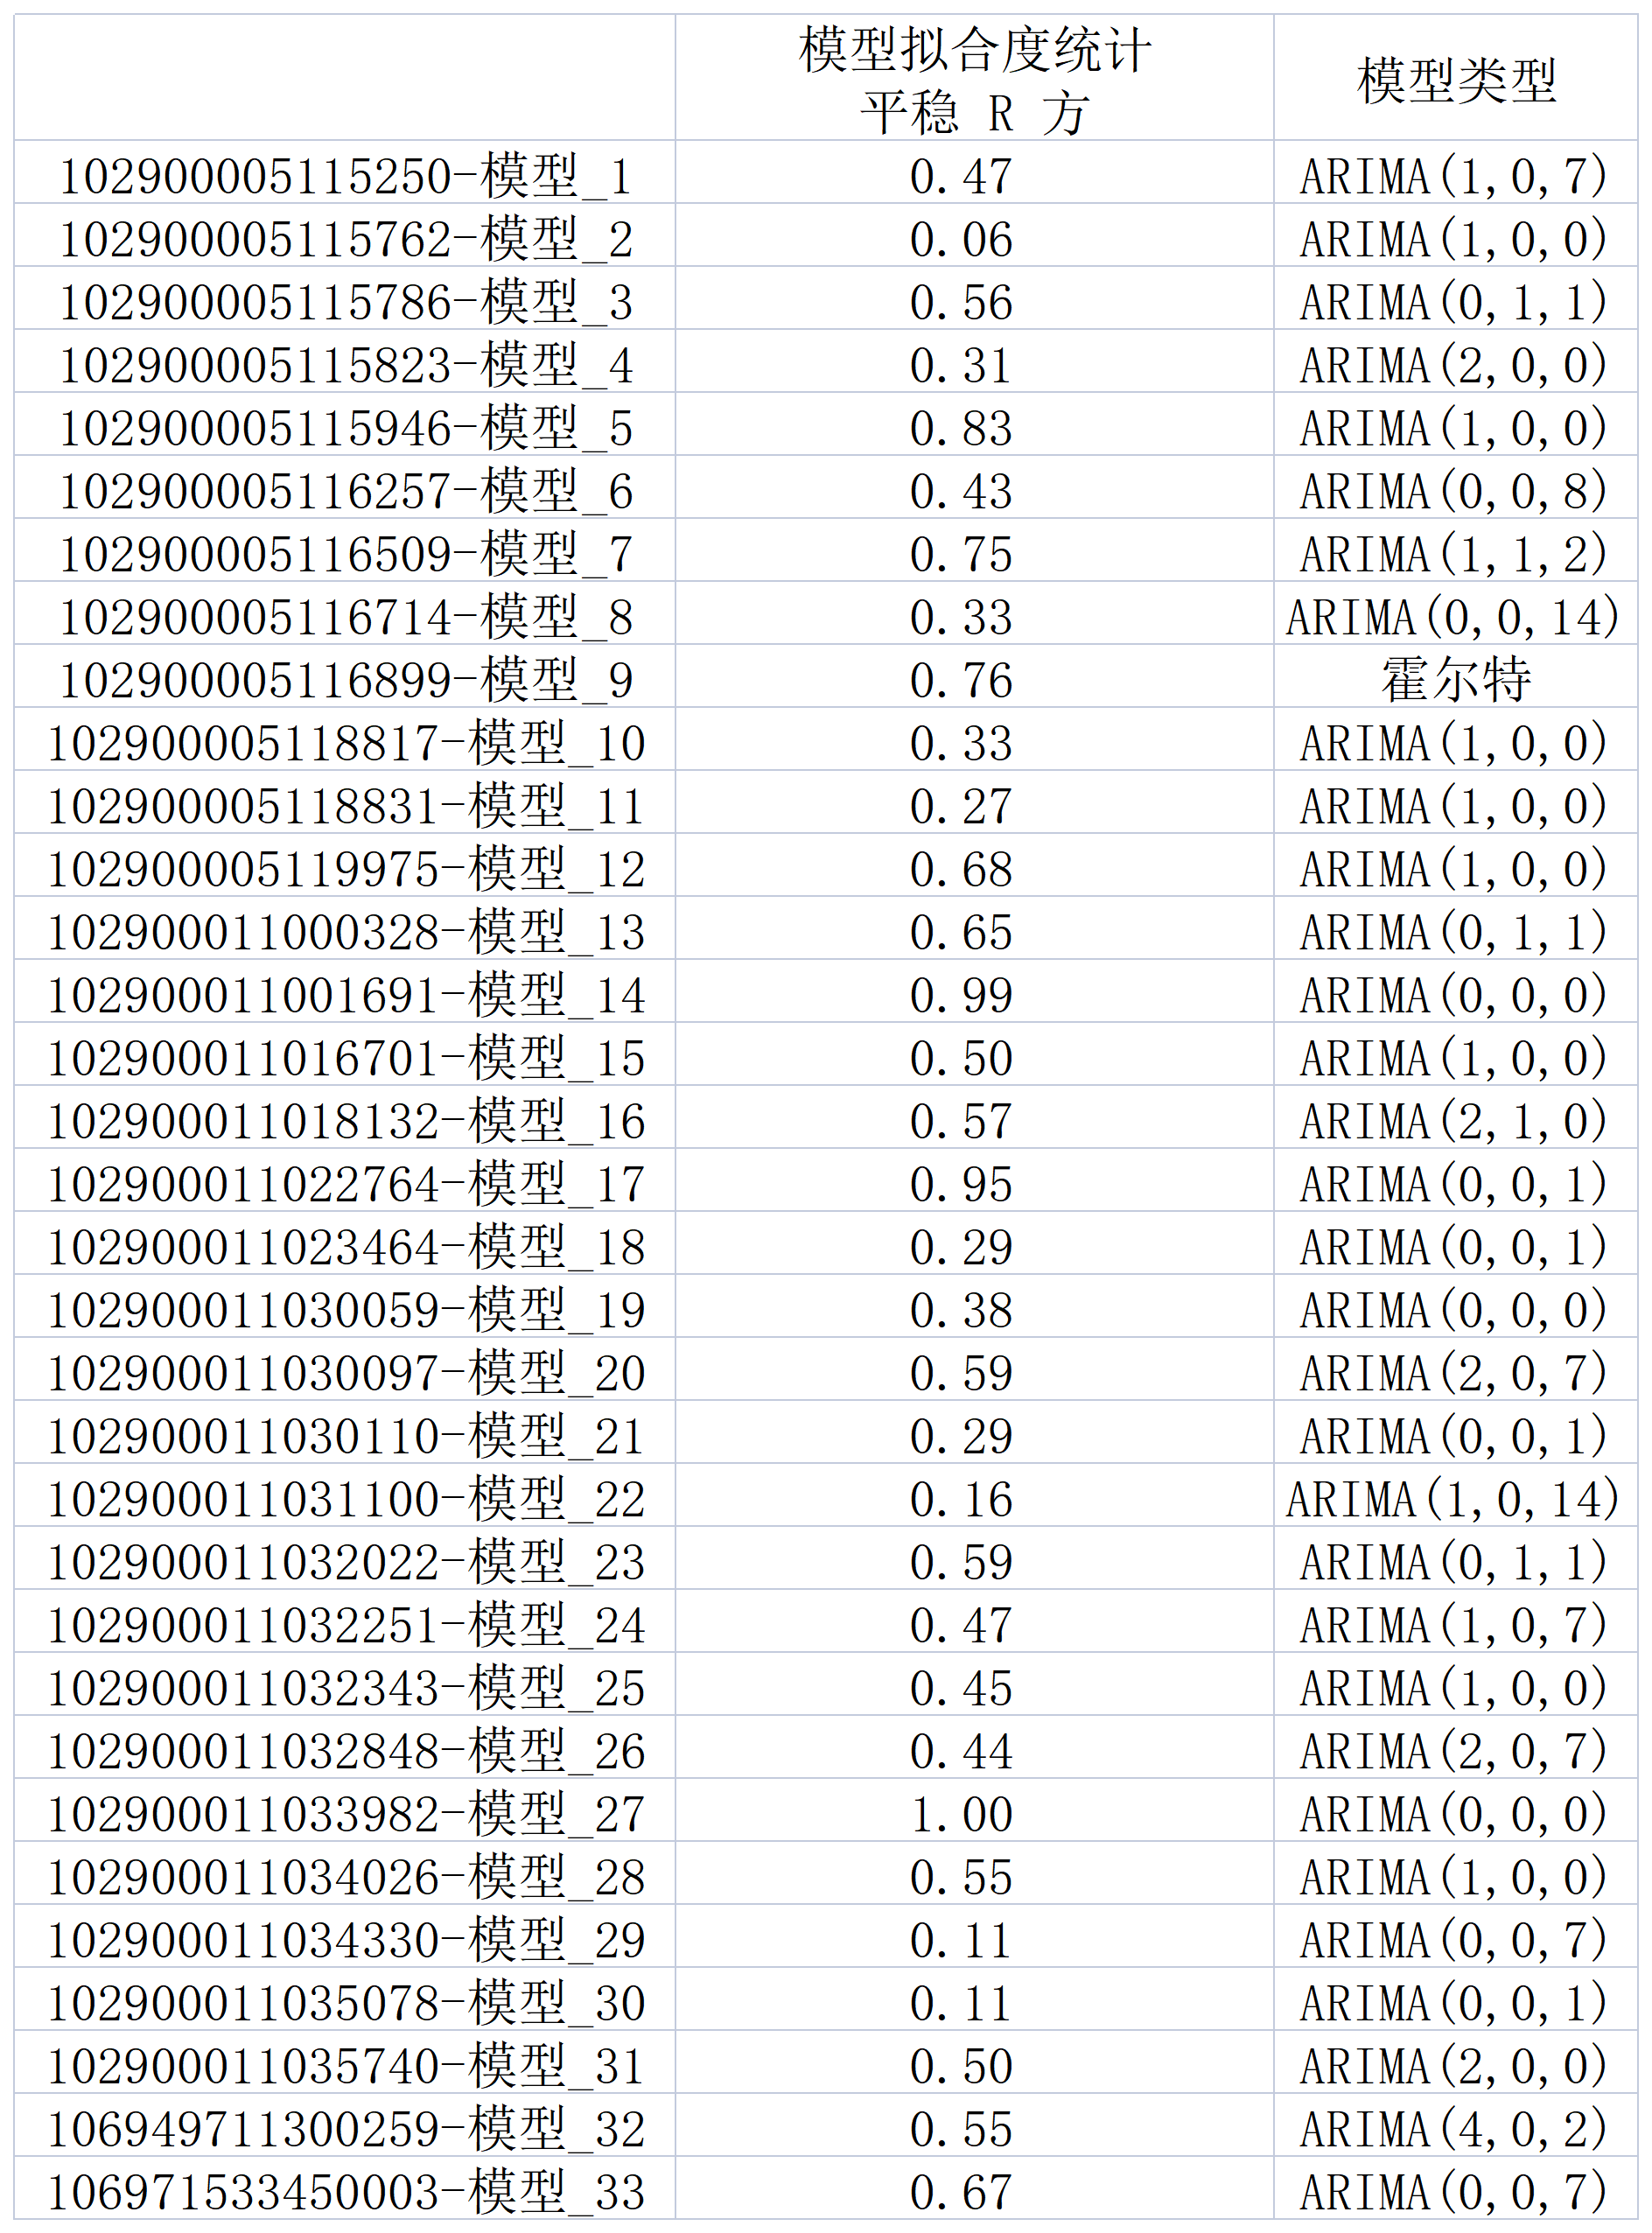 模型拟合度统计
平稳 R 方
模型类型
102900005115250-模型_1 0.47 ARIMA(1,0,7)
102900005115762-模型_2 0.06 ARIMA(1,0,0)
102900005115786-模型_3 0.56 ARIMA(0,1,1)
102900005115823-模型_4 0.31 ARIMA(2,0,0)
102900005115946-模型_5 0.83 ARIMA(1,0,0)
102900005116257-模型_6 0.43 ARIMA(0,0,8)
102900005116509-模型_7 0.75 ARIMA(1,1,2)
102900005116714-模型_8 0.33 ARIMA(0,0,14)
102900005116899-模型_9 0.76 霍尔特
102900005118817-模型_10 0.33 ARIMA(1,0,0)
102900005118831-模型_11 0.27 ARIMA(1,0,0)
102900005119975-模型_12 0.68 ARIMA(1,0,0)
102900011000328-模型_13 0.65 ARIMA(0,1,1)
102900011001691-模型_14 0.99 ARIMA(0,0,0)
102900011016701-模型_15 0.50 ARIMA(1,0,0)
102900011018132-模型_16 0.57 ARIMA(2,1,0)
102900011022764-模型_17 0.95 ARIMA(0,0,1)
102900011023464-模型_18 0.29 ARIMA(0,0,1)
102900011030059-模型_19 0.38 ARIMA(0,0,0)
102900011030097-模型_20 0.59 ARIMA(2,0,7)
102900011030110-模型_21 0.29 ARIMA(0,0,1)
102900011031100-模型_22 0.16 ARIMA(1,0,14)
102900011032022-模型_23 0.59 ARIMA(0,1,1)
102900011032251-模型_24 0.47 ARIMA(1,0,7)
102900011032343-模型_25 0.45 ARIMA(1,0,0)
102900011032848-模型_26 0.44 ARIMA(2,0,7)
102900011033982-模型_27 1.00 ARIMA(0,0,0)
102900011034026-模型_28 0.55 ARIMA(1,0,0)
102900011034330-模型_29 0.11 ARIMA(0,0,7)
102900011035078-模型_30 0.11 ARIMA(0,0,1)
102900011035740-模型_31 0.50 ARIMA(2,0,0)
106949711300259-模型_32 0.55 ARIMA(4,0,2)
106971533450003-模型_33 0.67 ARIMA(0,0,7)